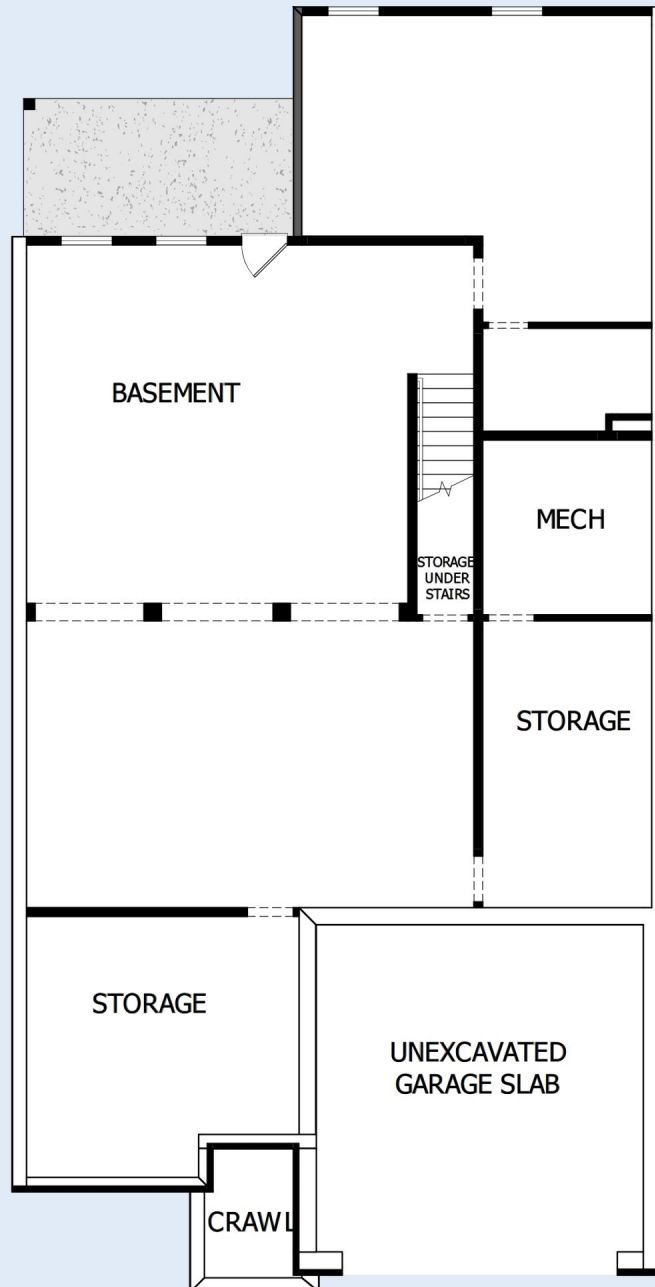 BASEMENT
MECH
STORAGE
UNDER
STAIRS
STORAGE
STORAGE
UNEXCAVATED
GARAGE SLAB
CRAWL